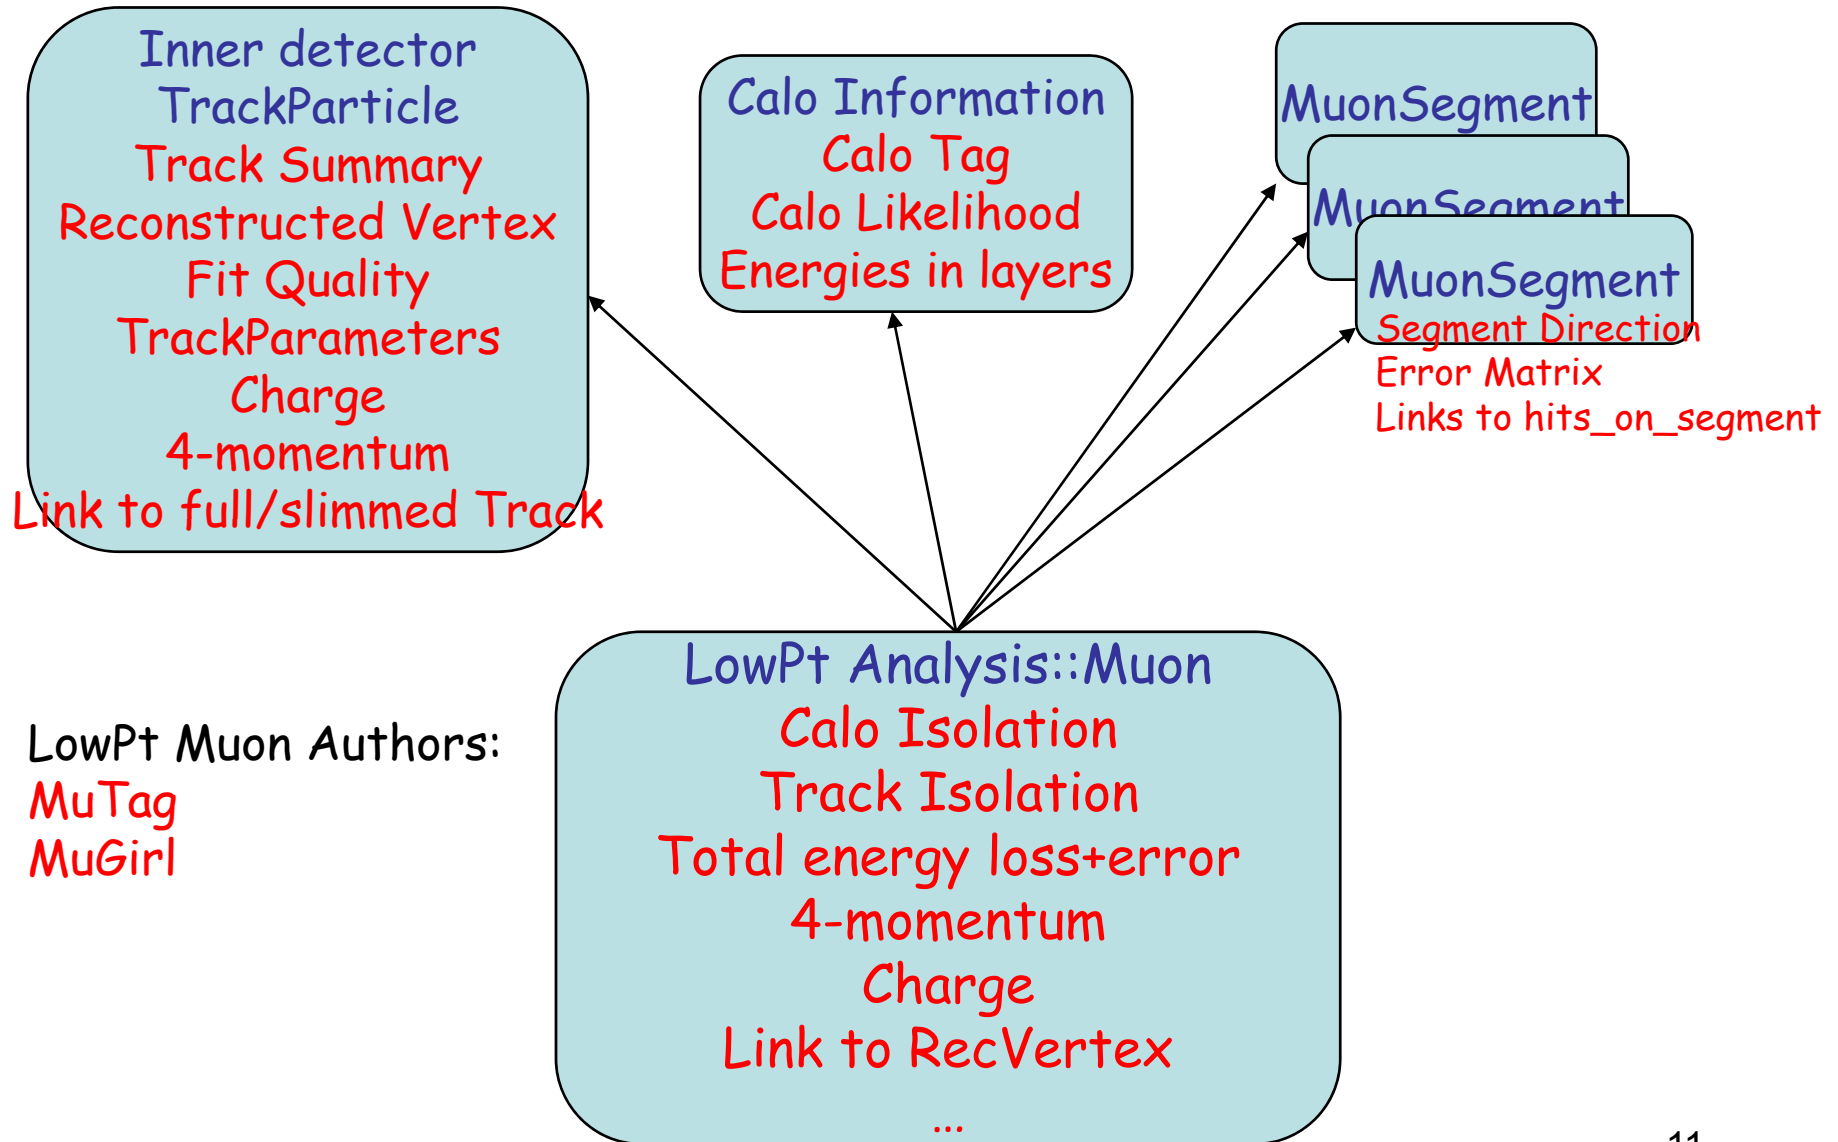 Inner detector
TrackParticle
Track Summary
Reconstructed Vertex
Fit Quality
TrackParameters
Charge
4-momentum
Link to full/slimmed Track
Calo Information
Calo Tag
Calo Likelihood
Energies in layers
MuonSegment
MuonSegment
MuonSegment
Segment Direction
Error Matrix
Links to hits_on_segment
LowPt Analysis::Muon
Calo Isolation
Track Isolation
Total energy loss+error
4-momentum
Charge
Link to RecVertex
...
LowPt Muon Authors:
MuTag
MuGirl
11